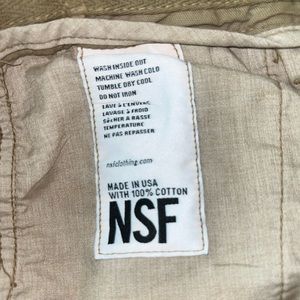 WASH INSIDE OUT
MACHINE WASH COLD
TUMBLE DRY COOL
DO NOT IRON
LAVE À L'ENVERS
LAVAGE À FROID
SÉCHER À BASSE
TEMPERATURE
NE PAS REPASSER
nsfclothing.com
MADE IN USA
WITH 100% COTTON
NSF